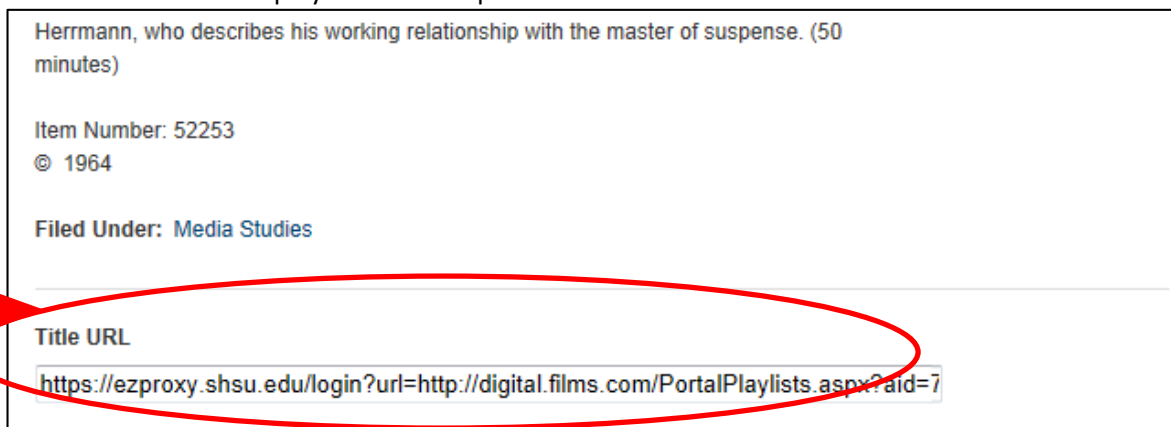 Herrmann, who describes his working relationship with the master of suspense. (50
minutes)
Item Number: 52253
© 1964
Filed Under: Media Studies
Title URL
https://ezproxy.shsu.edu/login?url=http://digital.films.com/PortalPlaylists.aspx?aid=7